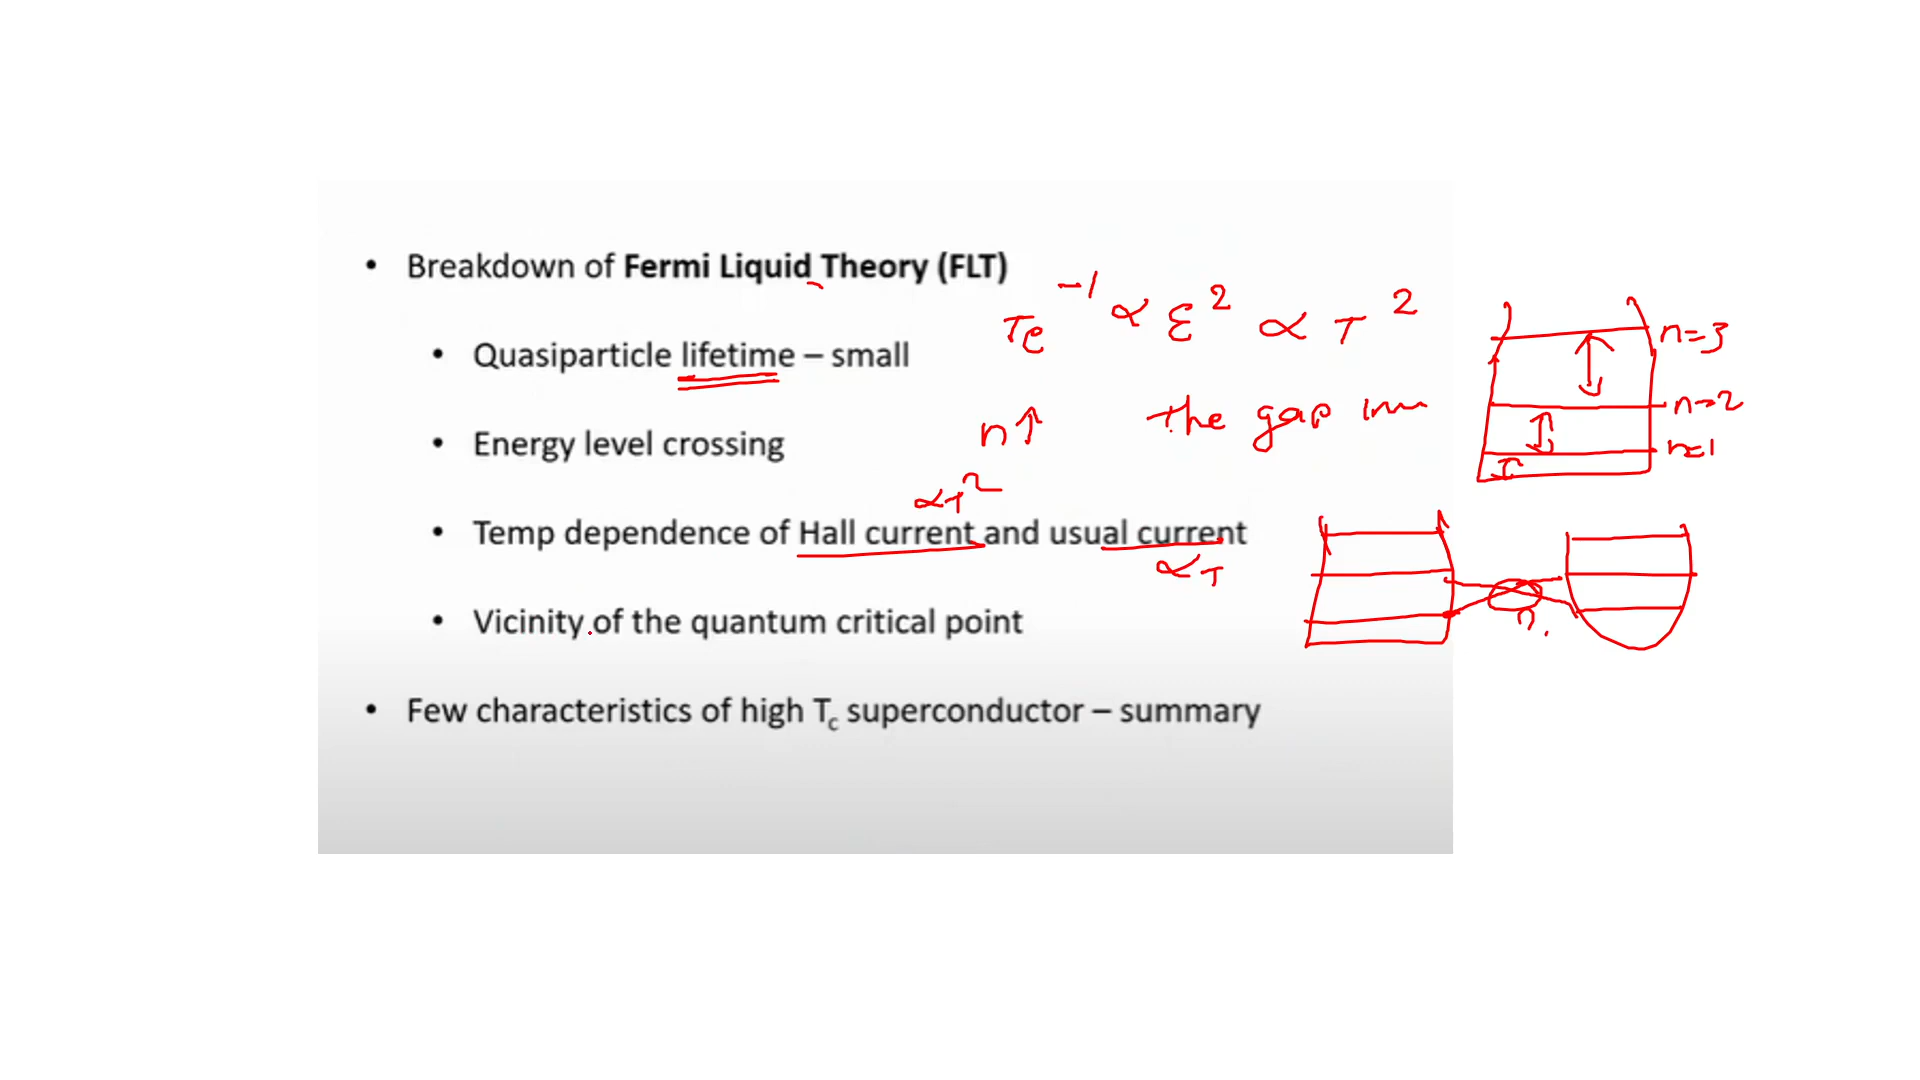 • Breakdown of Fermi Liquid Theory (FLT)
τe⁻¹ ∝ ε² ∝ T²
n=3
• Quasiparticle lifetime – small
n=2
n↑ the gap
n=1
• Energy level crossing
∝T²
• Temp dependence of Hall current and usual current
∝T
• Vicinity of the quantum critical point
• Few characteristics of high Tc superconductor – summary